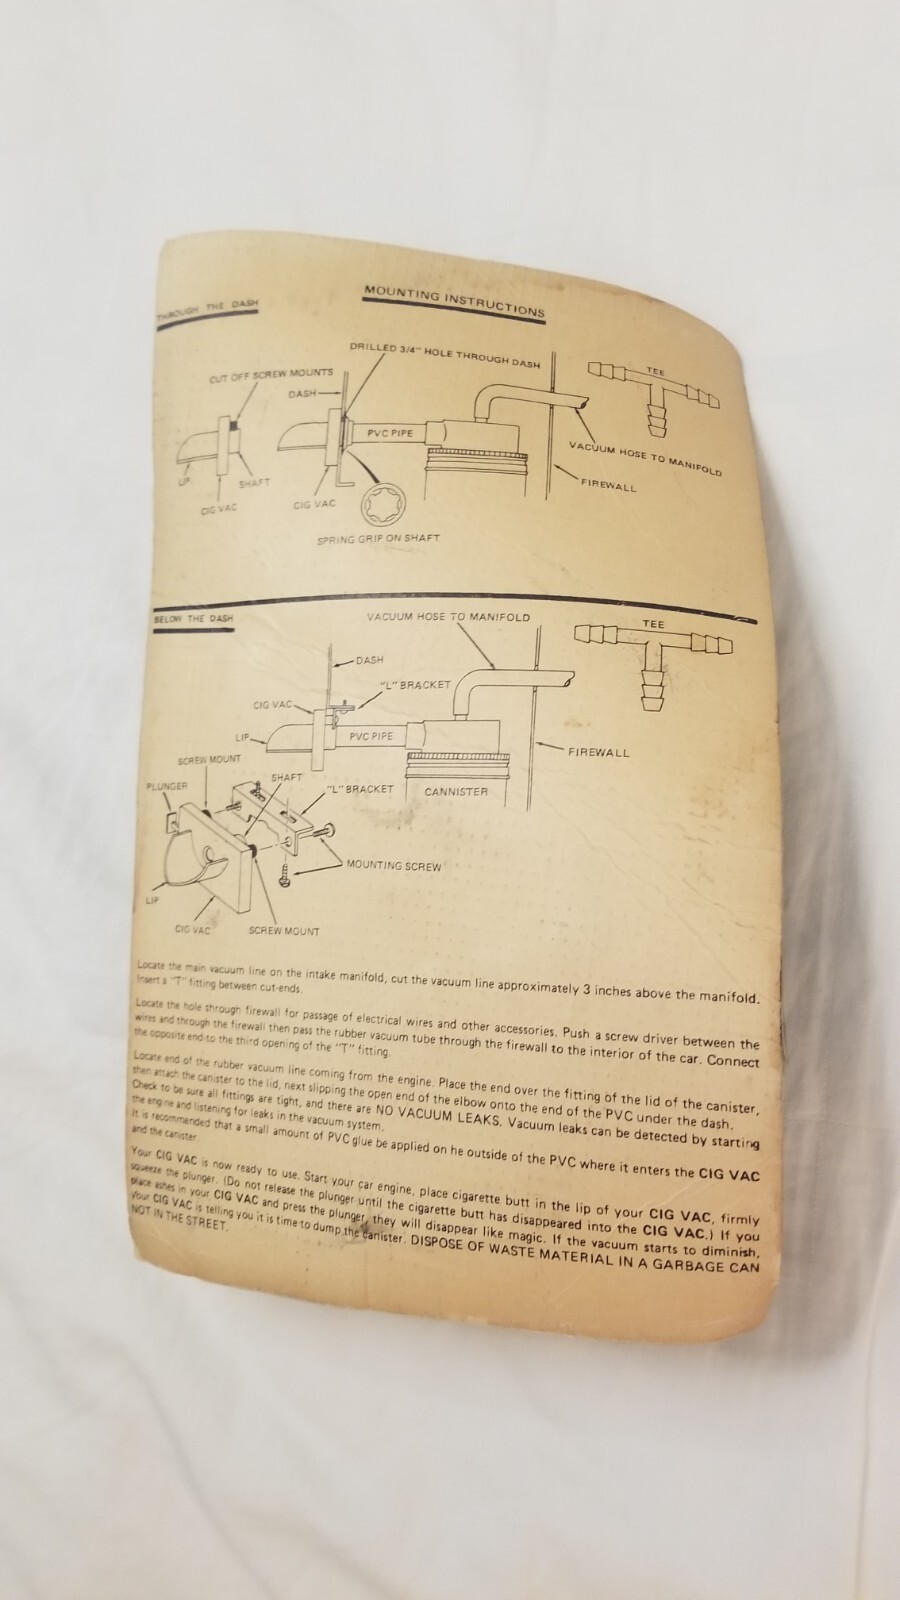 MOUNTING INSTRUCTIONS
THROUGH THE DASH
DRILLED 3/4" HOLE THROUGH DASH
CUT OFF SCREW MOUNTS
DASH
TEE
PVC PIPE
VACUUM HOSE TO MANIFOLD
LIP
SHAFT
FIREWALL
CIG VAC
CIG VAC
SPRING GRIP ON SHAFT
BELOW THE DASH
VACUUM HOSE TO MANIFOLD
TEE
DASH
"L" BRACKET
CIG VAC
LIP
PVC PIPE
FIREWALL
SCREW MOUNT
SHAFT
PLUNGER
"L" BRACKET
CANNISTER
MOUNTING SCREW
LIP
CIG VAC
SCREW MOUNT
Locate the main vacuum line on the intake manifold, cut the vacuum line approximately 3 inches above the manifold.
Insert a "T" fitting between cut-ends.
Locate the hole through firewall for passage of electrical wires and other accessories. Push a screw driver between the
wires and through the firewall then pass the rubber vacuum tube through the firewall to the interior of the car. Connect
the opposite end to the third opening of the "T" fitting.
Locate end of the rubber vacuum line coming from the engine. Place the end over the fitting of the lid of the canister,
then attach the canister to the lid, next slipping the open end of the elbow onto the end of the PVC under the dash.
Check to be sure all fittings are tight, and there are NO VACUUM LEAKS. Vacuum leaks can be detected by starting
the engine and listening for leaks in the vacuum system.
It is recommended that a small amount of PVC glue be applied on he outside of the PVC where it enters the CIG VAC
and the canister.
Your CIG VAC is now ready to use. Start your car engine, place cigarette butt in the lip of your CIG VAC, firmly
squeeze the plunger. (Do not release the plunger until the cigarette butt has disappeared into the CIG VAC.) If you
place ashes in your CIG VAC and press the plunger, they will disappear like magic. If the vacuum starts to diminish,
your CIG VAC is telling you it is time to dump the canister. DISPOSE OF WASTE MATERIAL IN A GARBAGE CAN
NOT IN THE STREET.